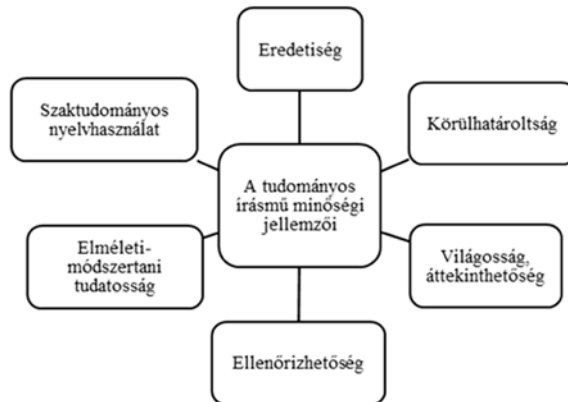 Eredetiség
Szaktudományos
nyelvhasználat
Körülhatároltság
A tudományos
írásmű minőségi
jellemzői
Elméleti-
módszertani
tudatosság
Világosság,
áttekinthetőség
Ellenőrizhetőség